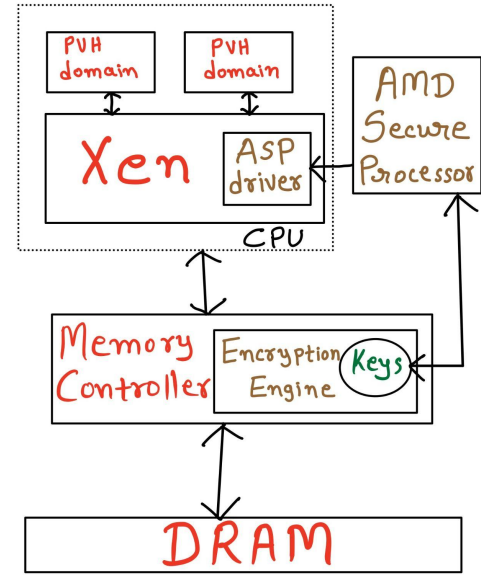 PVH
domain
PVH
domain
Xen
ASP
driver
CPU
AMD
Secure
Processor
Memory
Controller
Encryption
Engine
Keys
DRAM